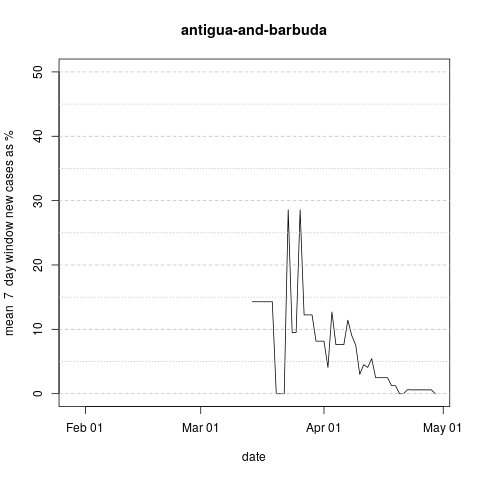 antigua-and-barbuda
mean 7 day window new cases as %
50
40
30
20
10
0
Feb 01
Mar 01
Apr 01
May 01
date